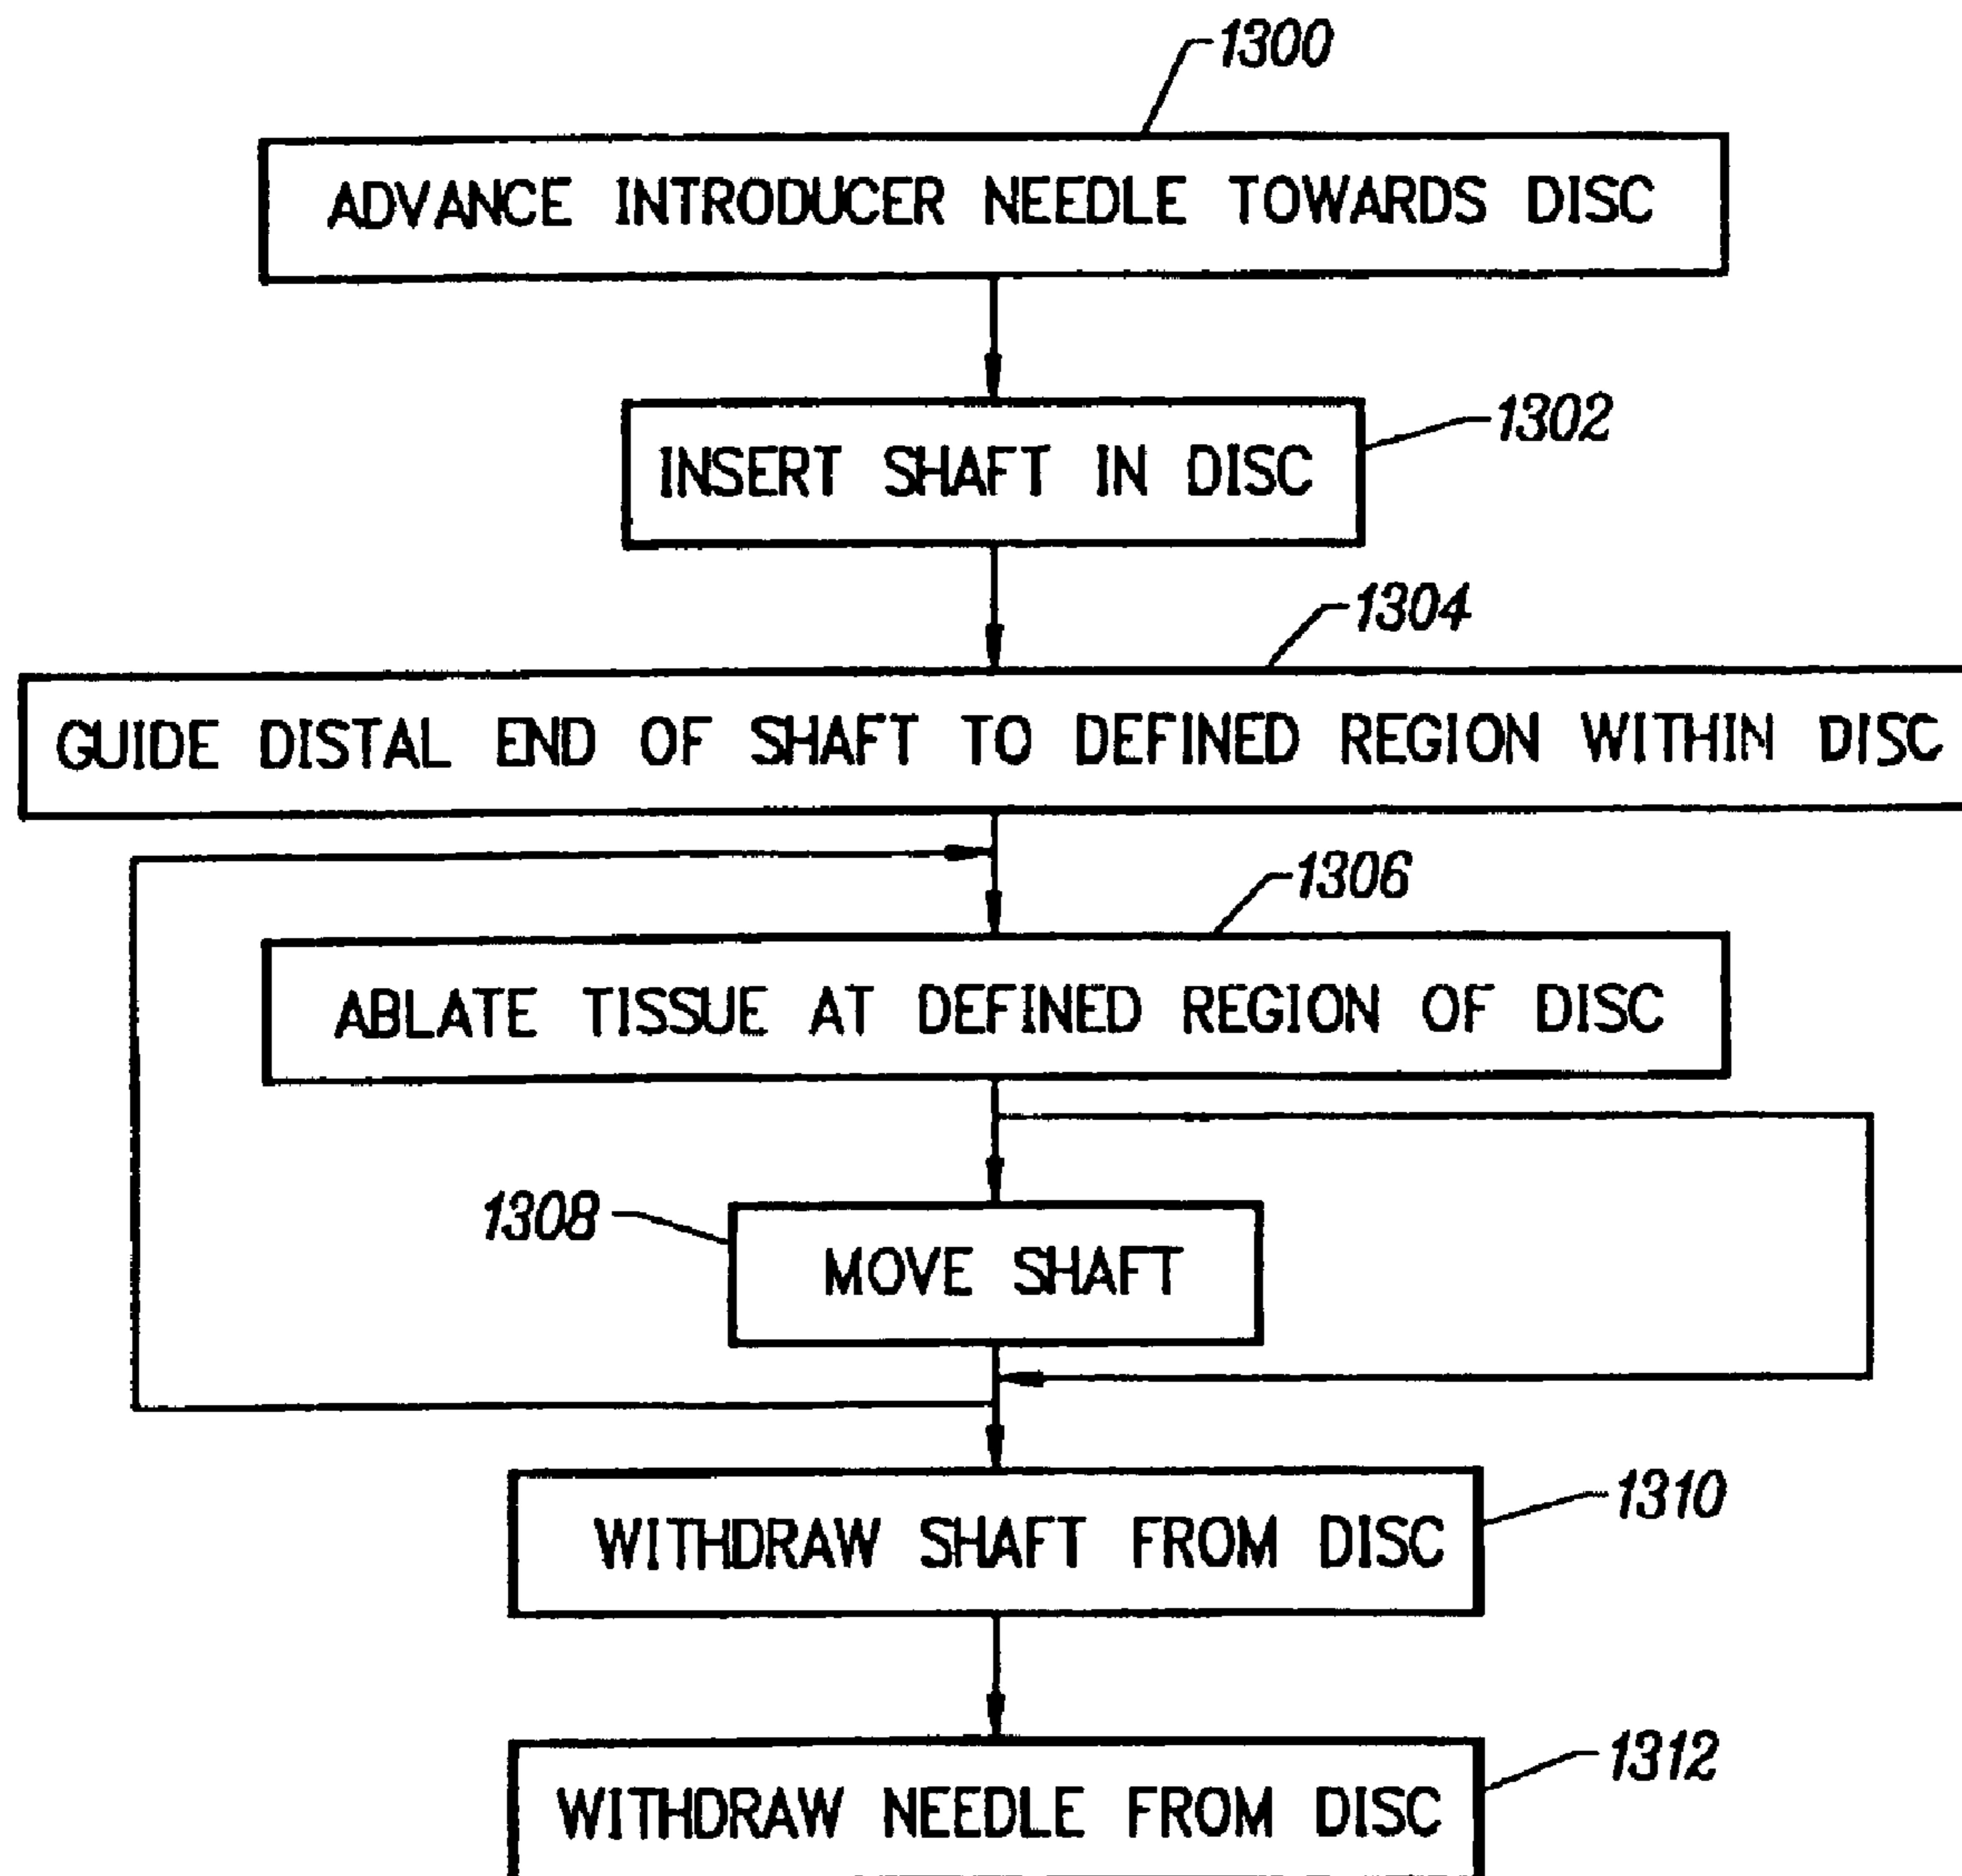 1300
ADVANCE INTRODUCER NEEDLE TOWARDS DISC
1302
INSERT SHAFT IN DISC
1304
GUIDE DISTAL END OF SHAFT TO DEFINED REGION WITHIN DISC
1306
ABLATE TISSUE AT DEFINED REGION OF DISC
1308
MOVE SHAFT
1310
WITHDRAW SHAFT FROM DISC
1312
WITHDRAW NEEDLE FROM DISC